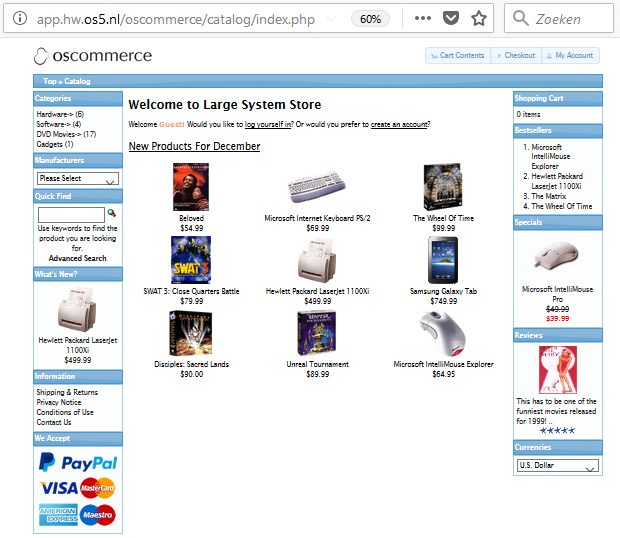 app.hw.os5.nl/oscommerce/catalog/index.php
60%
Zoeken
oscommerce
Cart Contents
Checkout
My Account
Top » Catalog
Categories
Hardware-> (6)
Software-> (4)
DVD Movies-> (17)
Gadgets (1)
Manufacturers
Please Select
Quick Find
Use keywords to find the
product you are looking
for.
Advanced Search
What's New?
Hewlett Packard LaserJet
1100Xi
$499.99
Information
Shipping & Returns
Privacy Notice
Conditions of Use
Contact Us
We Accept
PayPal
VISA
MasterCard
AMERICAN
EXPRESS
Maestro
Welcome to Large System Store
Welcome Guest! Would you like to log yourself in? Or would you prefer to create an account?
New Products For December
Beloved
$54.99
Microsoft Internet Keyboard PS/2
$69.99
The Wheel Of Time
$99.99
SWAT 3
SWAT 3: Close Quarters Battle
$79.99
Hewlett Packard LaserJet 1100Xi
$499.99
Samsung Galaxy Tab
$749.99
Disciples: Sacred Lands
$90.00
Unreal Tournament
$89.99
Microsoft IntelliMouse Explorer
$64.95
Shopping Cart
0 items
Bestsellers
1. Microsoft
IntelliMouse
Explorer
2. Hewlett Packard
LaserJet 1100Xi
3. The Matrix
4. The Wheel Of Time
Specials
Microsoft IntelliMouse
Pro
$49.99
$39.99
Reviews
This has to be one of the
funniest movies released
for 1999! ..
Currencies
U.S. Dollar